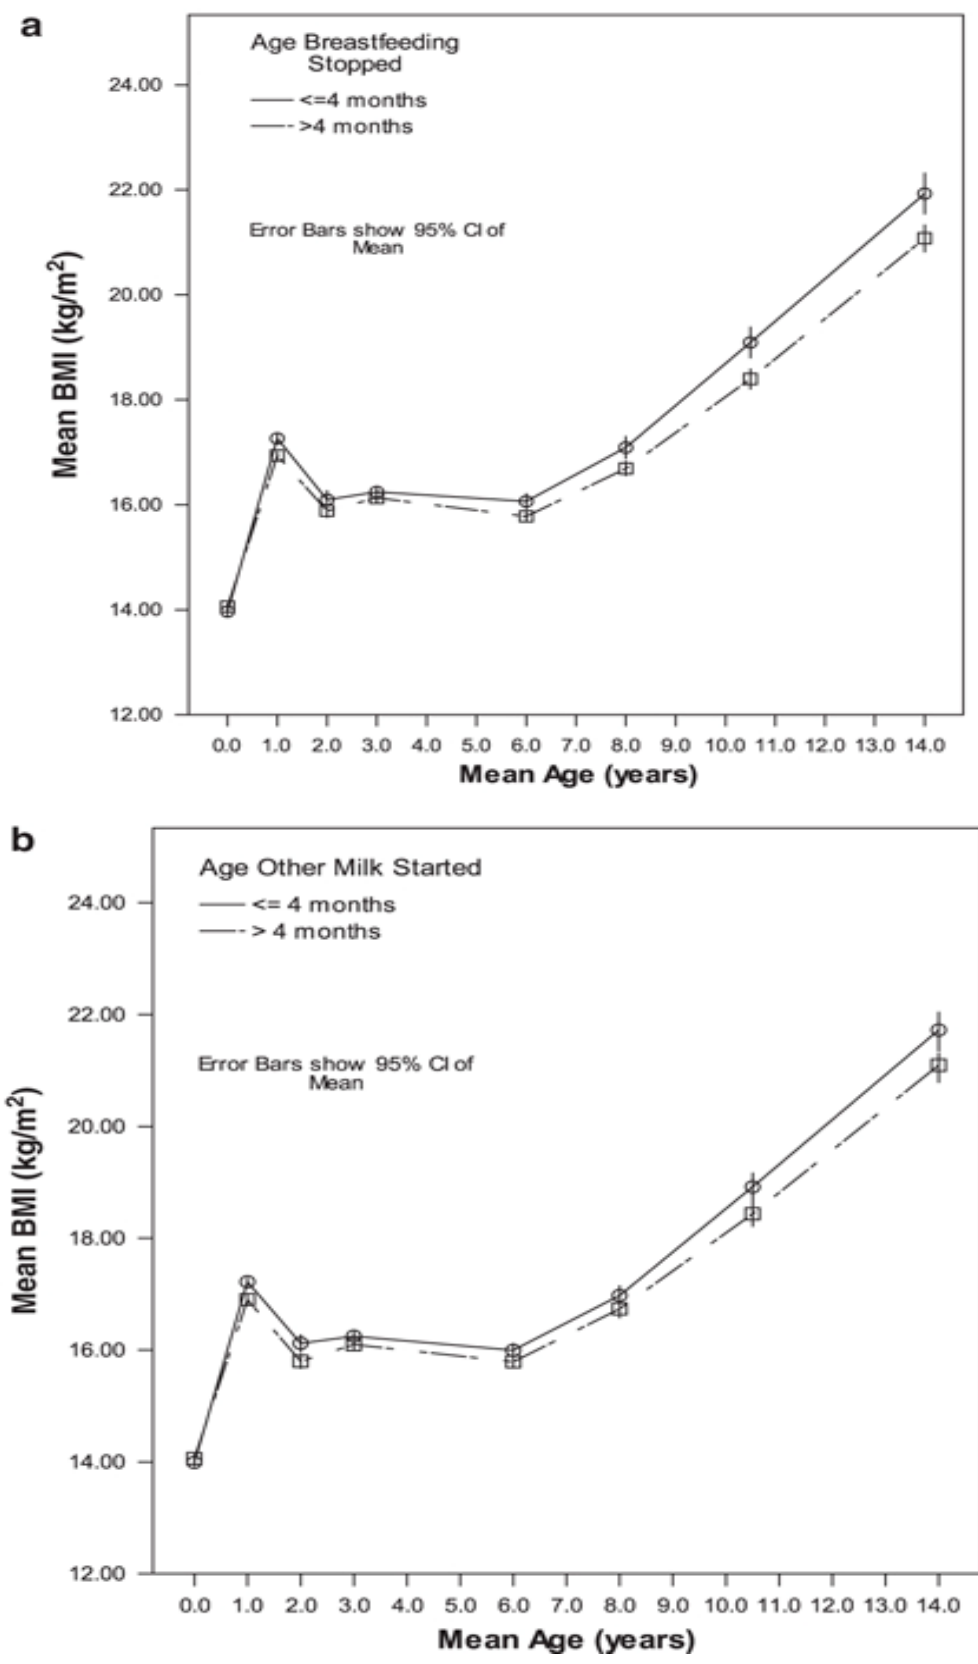 a
Age Breastfeeding
Stopped
<=4 months
>4 months
Error Bars show 95% CI of
Mean
24.00
22.00
20.00
18.00
16.00
14.00
12.00
Mean BMI (kg/m²)
0.0 1.0 2.0 3.0 4.0 5.0 6.0 7.0 8.0 9.0 10.0 11.0 12.0 13.0 14.0
Mean Age (years)
b
Age Other Milk Started
<= 4 months
> 4 months
Error Bars show 95% CI of
Mean
24.00
22.00
20.00
18.00
16.00
14.00
12.00
Mean BMI (kg/m²)
0.0 1.0 2.0 3.0 4.0 5.0 6.0 7.0 8.0 9.0 10.0 11.0 12.0 13.0 14.0
Mean Age (years)